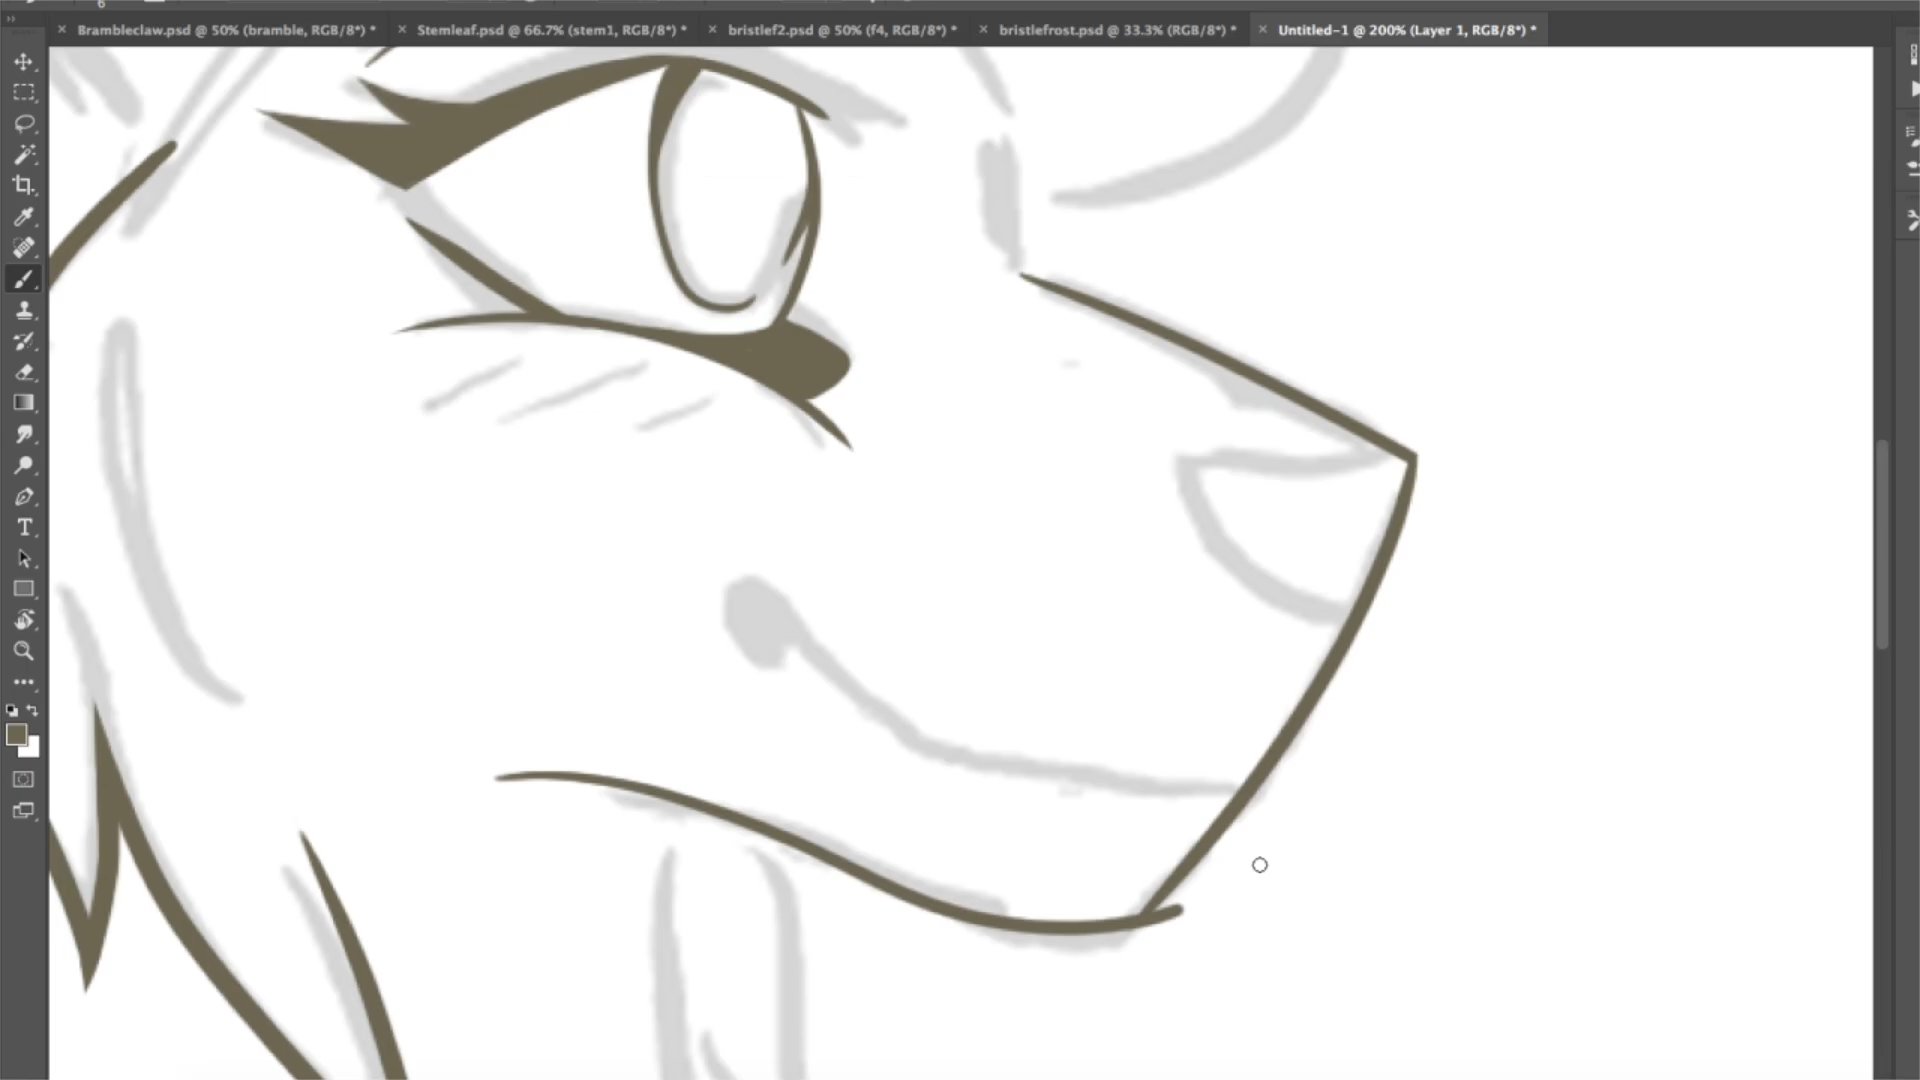 6
Brambleclaw.psd @ 50% (bramble, RGB/8*) *
Stemleaf.psd @ 66.7% (stem1, RGB/8*) *
bristlef2.psd @ 50% (f4, RGB/8*) *
bristlefrost.psd @ 33.3% (RGB/8*) *
Untitled-1 @ 200% (Layer 1, RGB/8*) *